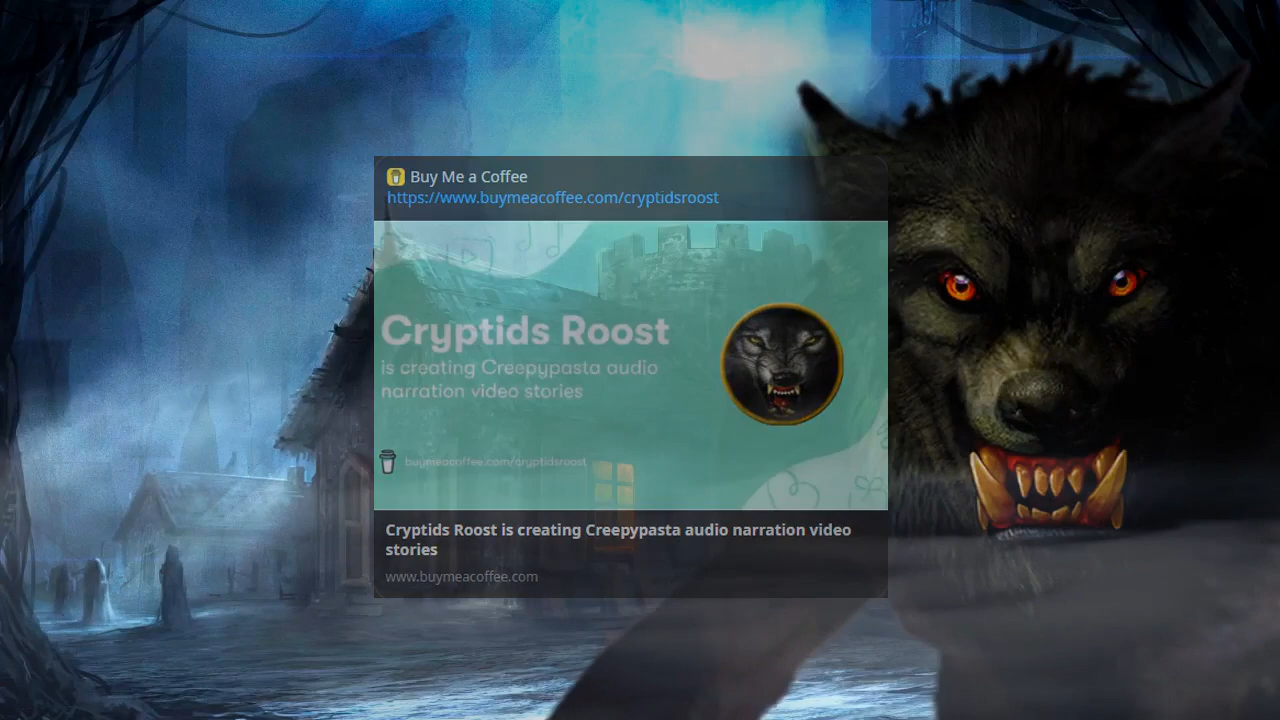 Buy Me a Coffee
https://www.buymeacoffee.com/cryptidsroost
Cryptids Roost
is creating Creepypasta audio
narration video stories
buymeacoffee.com/cryptidsroost
Cryptids Roost is creating Creepypasta audio narration video
stories
www.buymeacoffee.com